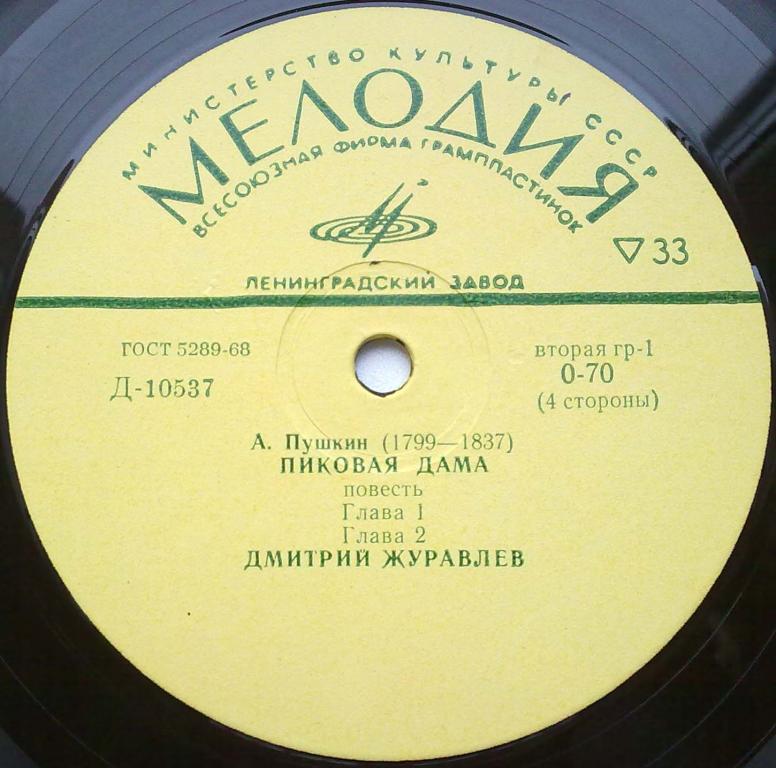 МИНИСТЕРСТВО КУЛЬТУРЫ СССР
МЕЛОДИЯ
ВСЕСОЮЗНАЯ ФИРМА ГРАМПЛАСТИНОК
33
ЛЕНИНГРАДСКИЙ ЗАВОД
ГОСТ 5289-68
вторая гр-1
Д-10537
0-70
(4 стороны)
А. Пушкин (1799—1837)
ПИКОВАЯ ДАМА
повесть
Глава 1
Глава 2
ДМИТРИЙ ЖУРАВЛЕВ